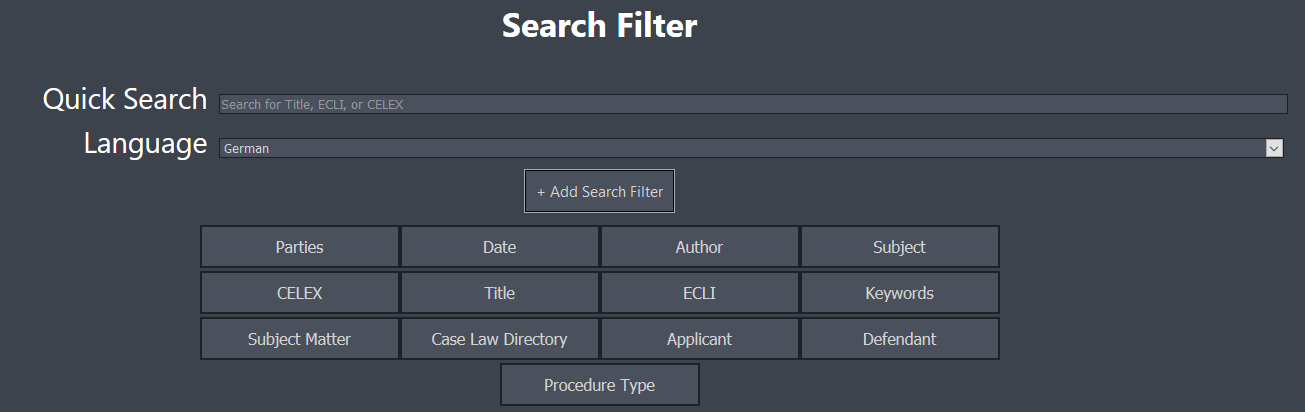 Search Filter
Quick Search Search for Title, ECLI, or CELEX
Language German
+ Add Search Filter
Parties Date Author Subject
CELEX Title ECLI Keywords
Subject Matter Case Law Directory Applicant Defendant
Procedure Type